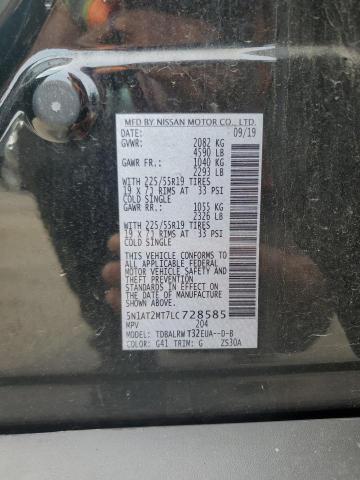 MFD BY NISSAN MOTOR CO., LTD.
DATE: 09/19
GVWR: 2082 KG
4590 LB
GAWR FR.: 1040 KG
2293 LB
WITH 225/55R19 TIRES
19 X 7J RIMS AT 33 PSI
COLD SINGLE
GAWR RR.: 1055 KG
2326 LB
WITH 225/55R19 TIRES
19 X 7J RIMS AT 33 PSI
COLD SINGLE
THIS VEHICLE CONFORMS TO ALL
APPLICABLE FEDERAL MOTOR
VEHICLE SAFETY AND THEFT
PREVENTION STANDARDS IN
EFFECT ON THE DATE OF
MANUFACTURE
SHOWN ABOVE.
5N1AT2MT7LC728585
MPV 204
MODEL: TDBALRW T32EUA--D-B
COLOR: G41 TRIM: G ZS30A